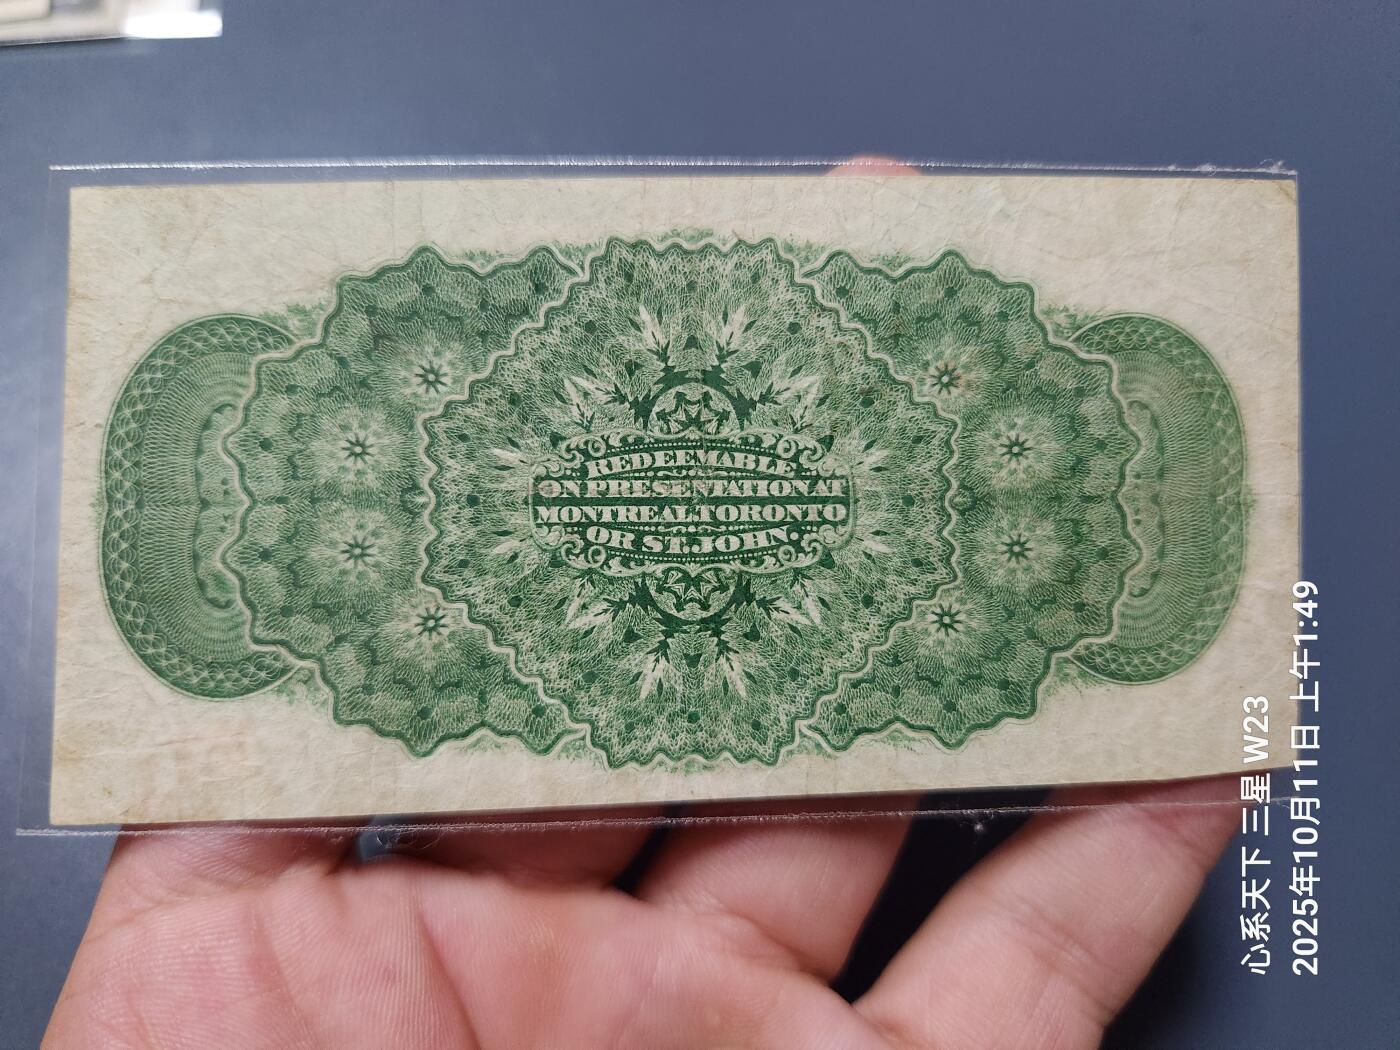 REDEEMABLE
ON PRESENTATION AT
MONTREAL TORONTO
OR ST. JOHN.
心系天下 三星 W23
2025年10月11日 上午1:49